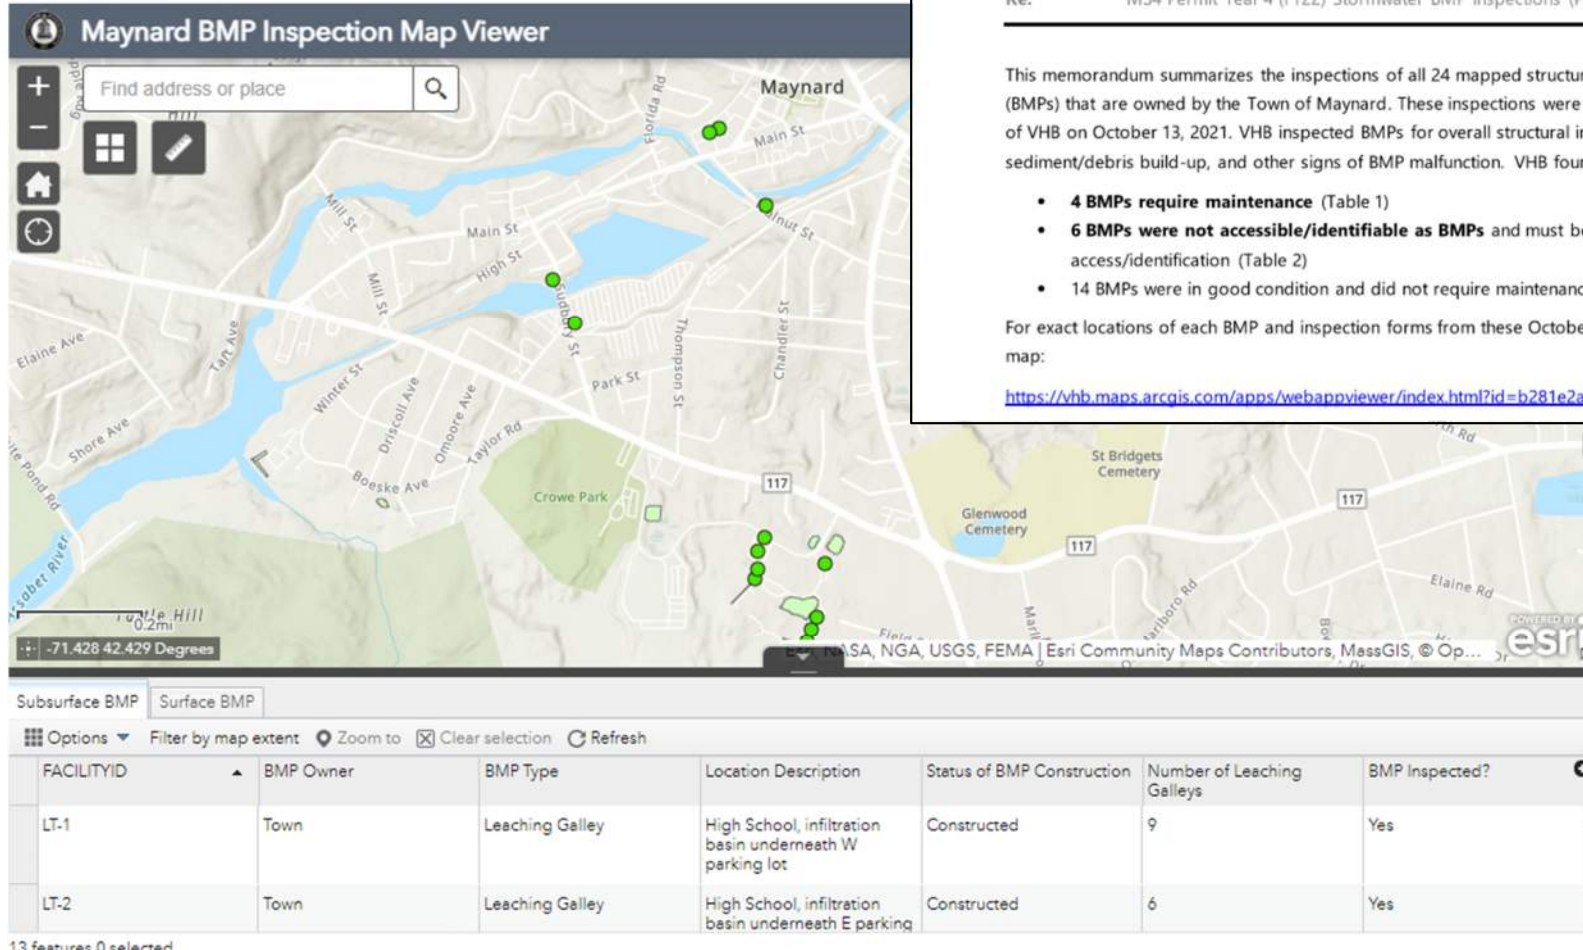 Maynard BMP Inspection Map Viewer
Find address or place
Maynard
Florida Rd
Main St
Mill St
Main St
High St
Walnut St
Mill St
Sudbury St
Elaine Ave
Taft Ave
Thompson St
Chandler St
Winter St
Park St
Driscoll Ave
Omoore Ave
Taylor Rd
Shore Ave
Boeske Ave
Crowe Park
117
St Bridgets
Cemetery
117
Glenwood
Cemetery
117
Elaine Rd
0.2mi
-71.428 42.429 Degrees
Esri, NASA, NGA, USGS, FEMA | Esri Community Maps Contributors, MassGIS, © Op...
POWERED BY
esri
This memorandum summarizes the inspections of all 24 mapped structu
(BMPs) that are owned by the Town of Maynard. These inspections were
of VHB on October 13, 2021. VHB inspected BMPs for overall structural i
sediment/debris build-up, and other signs of BMP malfunction. VHB fou
• 4 BMPs require maintenance (Table 1)
• 6 BMPs were not accessible/identifiable as BMPs and must b
access/identification (Table 2)
• 14 BMPs were in good condition and did not require maintenanc
For exact locations of each BMP and inspection forms from these Octobe
map:
https://vhb.maps.arcgis.com/apps/webappviewer/index.html?id=b281e2a
Subsurface BMP Surface BMP
Options Filter by map extent Zoom to Clear selection Refresh
FACILITYID BMP Owner BMP Type Location Description Status of BMP Construction Number of Leaching Galleys BMP Inspected?
LT-1 Town Leaching Galley High School, infiltration basin underneath W parking lot Constructed 9 Yes
LT-2 Town Leaching Galley High School, infiltration basin underneath E parking Constructed 6 Yes
13 features 0 selected